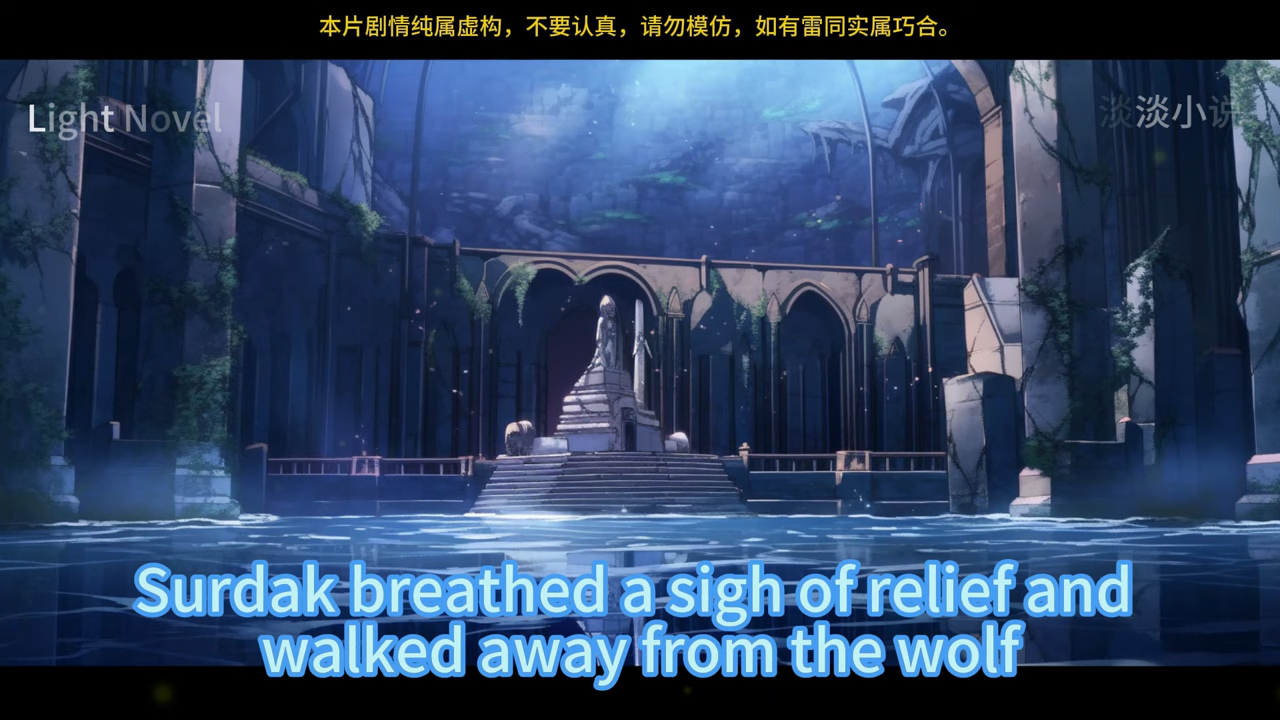 本片剧情纯属虚构，不要认真，请勿模仿，如有雷同实属巧合。
Light Novel
淡淡小说
Surdak breathed a sigh of relief and
walked away from the wolf